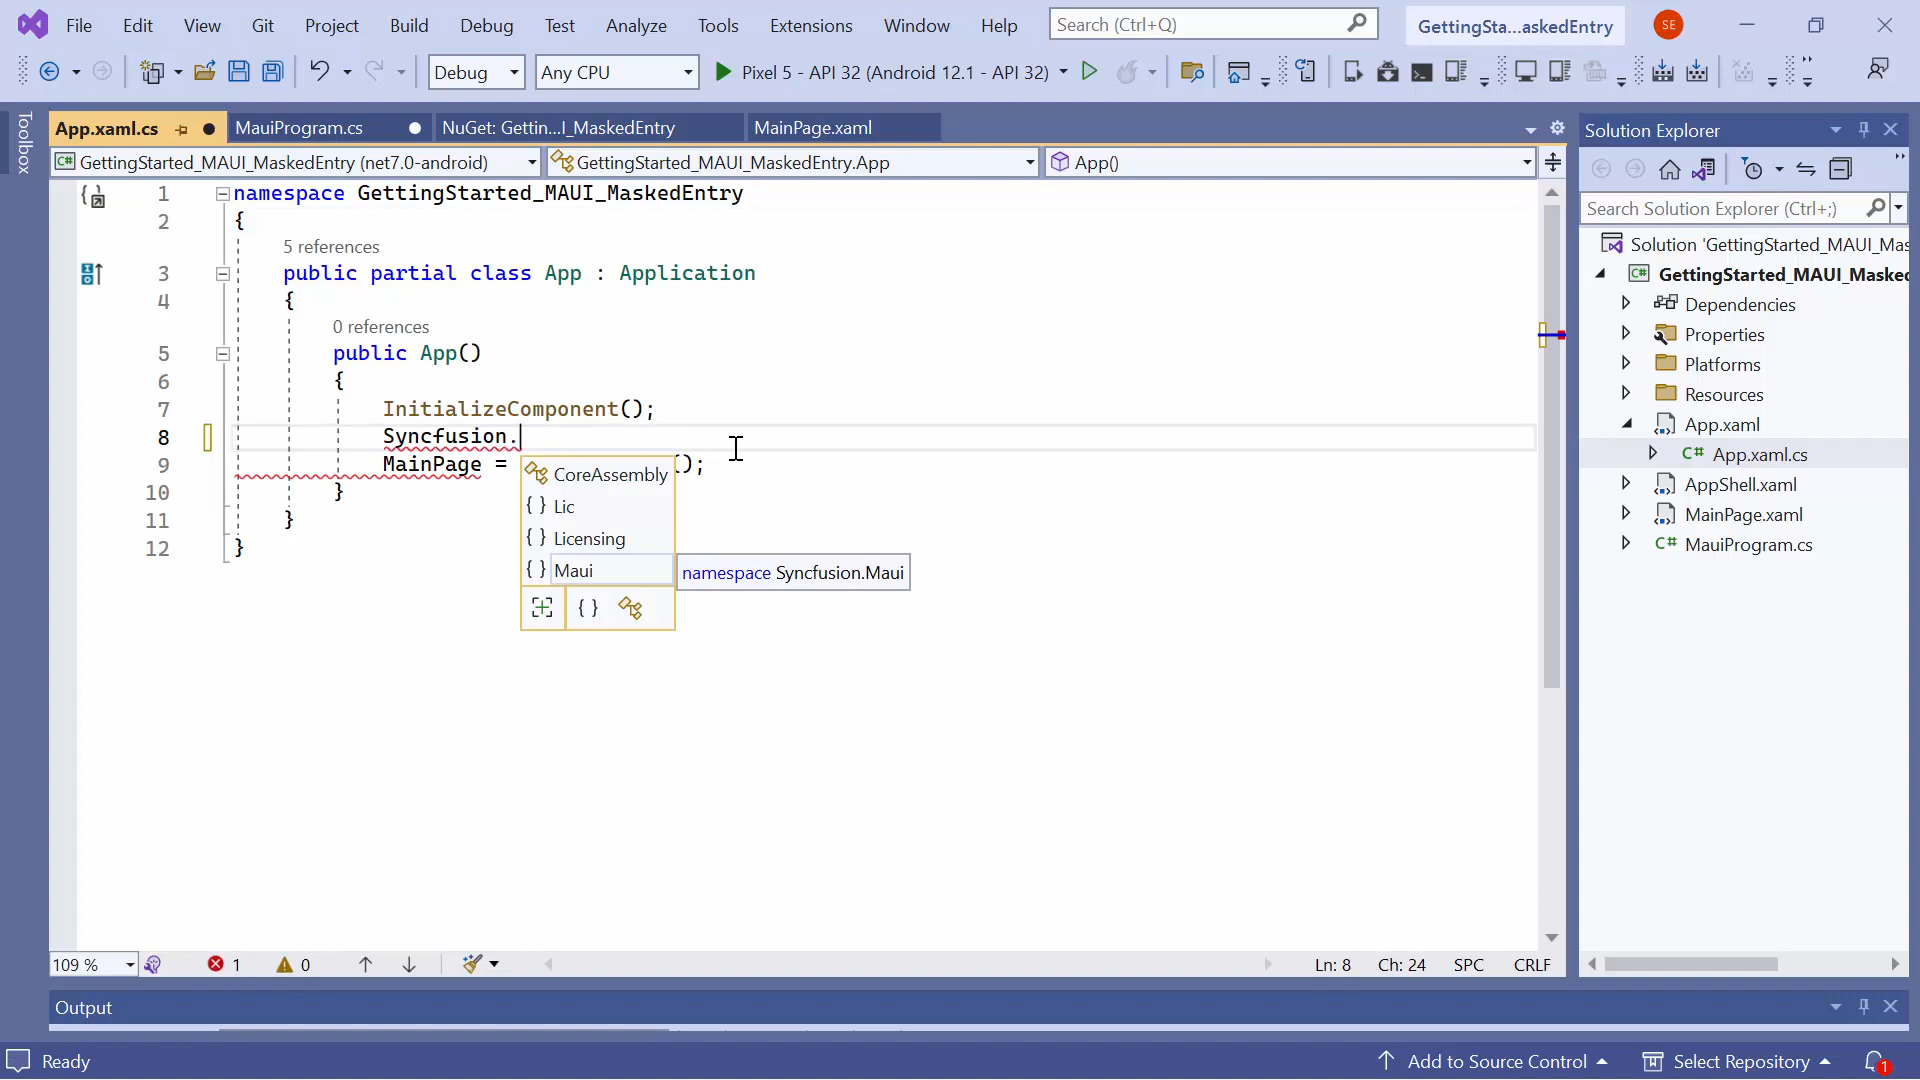 File Edit View Git Project Build Debug Test Analyze Tools Extensions Window Help Search (Ctrl+Q) GettingSta...askedEntry SE
Debug Any CPU Pixel 5 - API 32 (Android 12.1 - API 32)
Toolbox
App.xaml.cs MauiProgram.cs NuGet: Gettin...I_MaskedEntry MainPage.xaml
GettingStarted_MAUI_MaskedEntry (net7.0-android) GettingStarted_MAUI_MaskedEntry.App App()
1 namespace GettingStarted_MAUI_MaskedEntry
2 {
5 references
3 public partial class App : Application
4 {
0 references
5 public App()
6 {
7 InitializeComponent();
8 Syncfusion.
9 MainPage = ();
10 }
11 }
12 }
CoreAssembly
{ } Lic
{ } Licensing
{ } Maui
namespace Syncfusion.Maui
{ }
109 % 1 0 Ln: 8 Ch: 24 SPC CRLF
Solution Explorer
Search Solution Explorer (Ctrl+;)
Solution 'GettingStarted_MAUI_Mas
GettingStarted_MAUI_Masked
Dependencies
Properties
Platforms
Resources
App.xaml
C# App.xaml.cs
AppShell.xaml
MainPage.xaml
C# MauiProgram.cs
Output
Ready Add to Source Control Select Repository 1